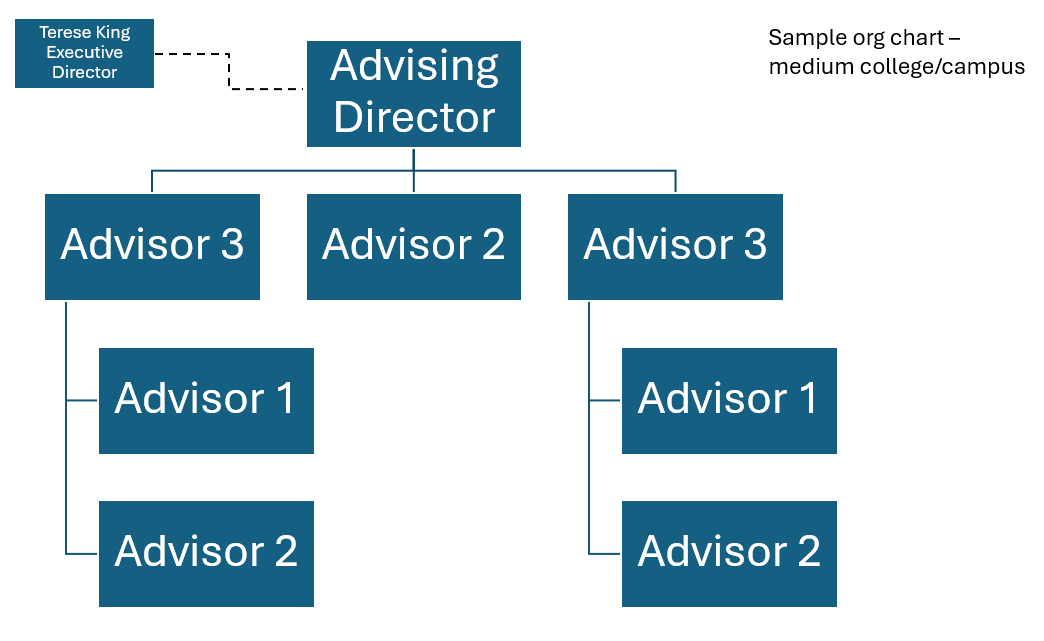 Terese King
Executive
Director
Advising
Director
Sample org chart –
medium college/campus
Advisor 3
Advisor 2
Advisor 3
Advisor 1
Advisor 1
Advisor 2
Advisor 2